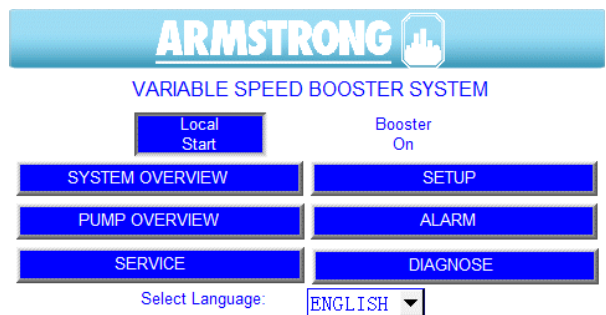 ARMSTRONG
VARIABLE SPEED BOOSTER SYSTEM
Local
Start
Booster
On
SYSTEM OVERVIEW
SETUP
PUMP OVERVIEW
ALARM
SERVICE
DIAGNOSE
Select Language:
ENGLISH